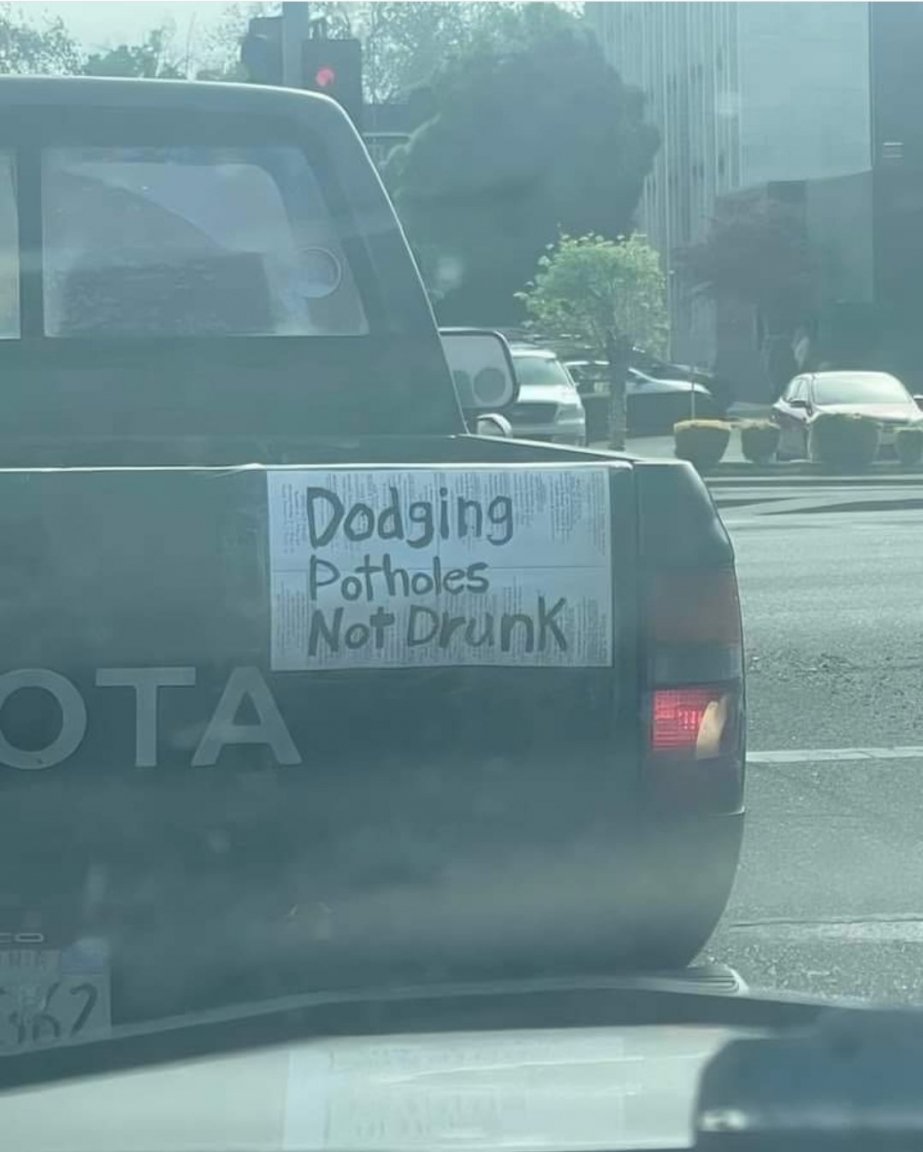 Dodging
Potholes
Not Drunk
OTA